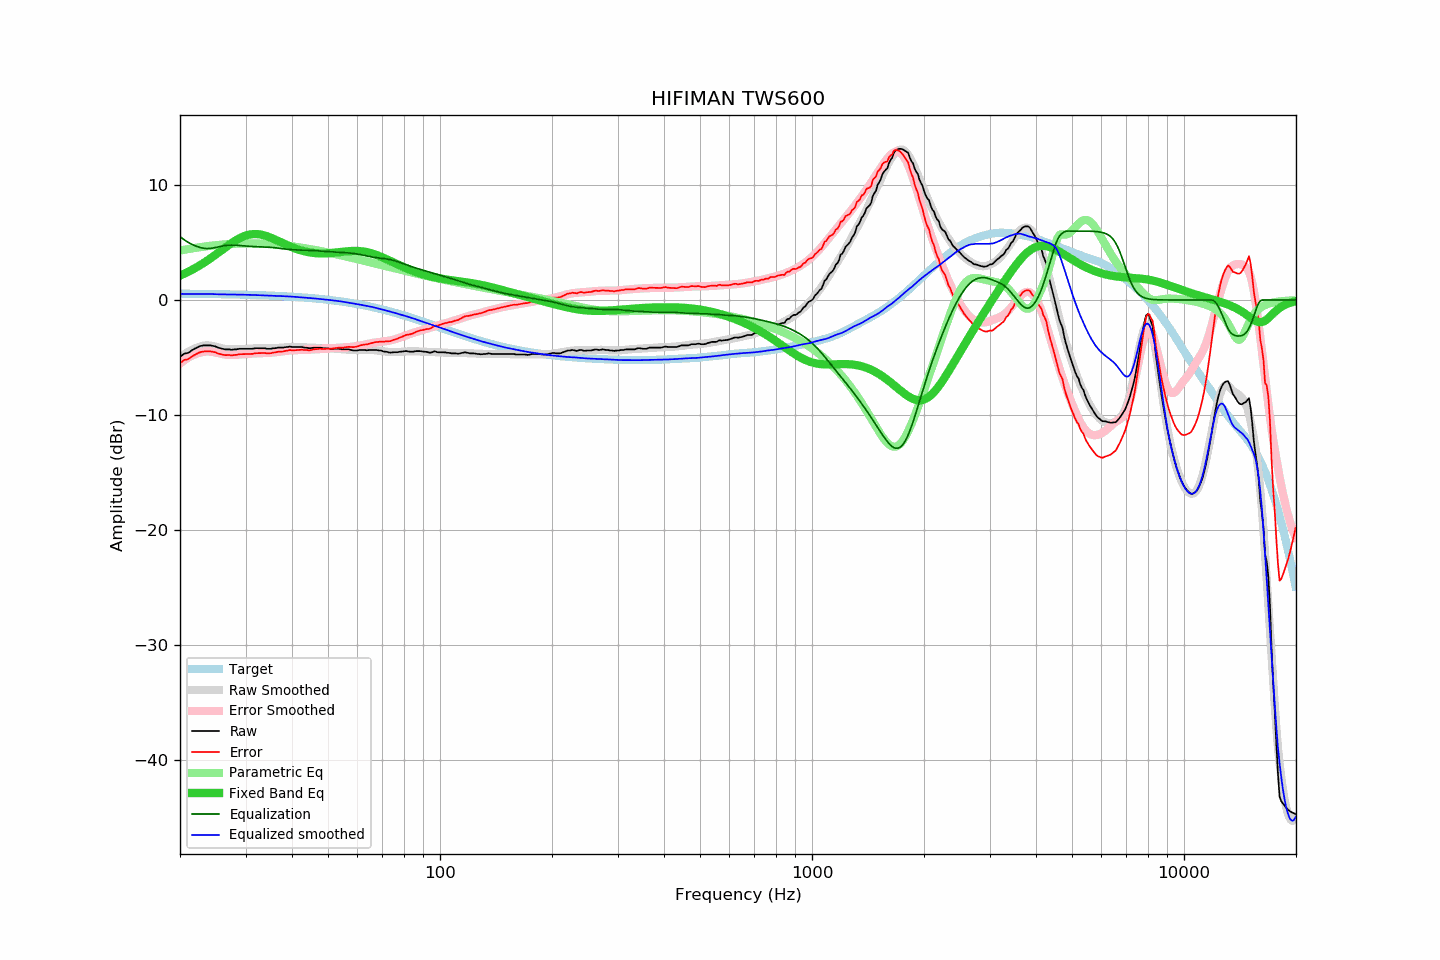 HIFIMAN TWS600
10
0
−10
−20
−30
−40
Amplitude (dBr)
Target
Raw Smoothed
Error Smoothed
Raw
Error
Parametric Eq
Fixed Band Eq
Equalization
Equalized smoothed
100
1000
10000
Frequency (Hz)